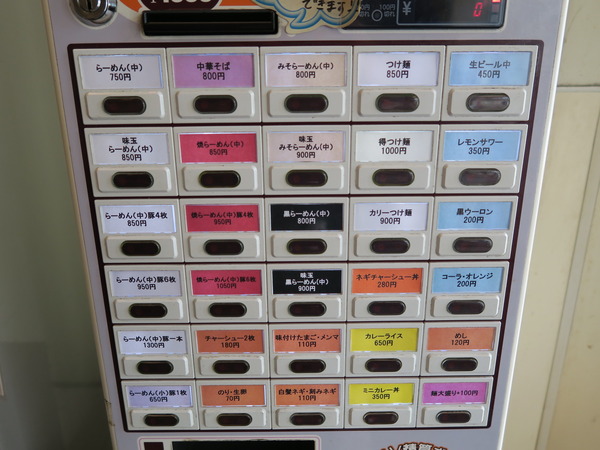 できます!
¥ 0
らーめん(中)
750円
中華そば
800円
みそらーめん(中)
800円
つけ麺
850円
生ビール中
450円
味玉
らーめん(中)
850円
燒らーめん(中)
850円
味玉
みそらーめん(中)
900円
得つけ麺
1000円
レモンサワー
350円
らーめん(中)豚4枚
850円
燒らーめん(中)豚4枚
950円
黒らーめん(中)
800円
カリーつけ麺
900円
黒ウーロン
200円
らーめん(中)豚6枚
950円
燒らーめん(中)豚6枚
1050円
味玉
黒らーめん(中)
900円
ネギチャーシュー丼
280円
コーラ・オレンジ
200円
らーめん(中)豚一本
1300円
チャーシュー2枚
180円
味付けたまご・メンマ
110円
カレーライス
650円
めし
120円
らーめん(小)豚1枚
650円
のり・生卵
70円
白髪ネギ・刻みネギ
110円
ミニカレー丼
350円
麺大盛り+100円